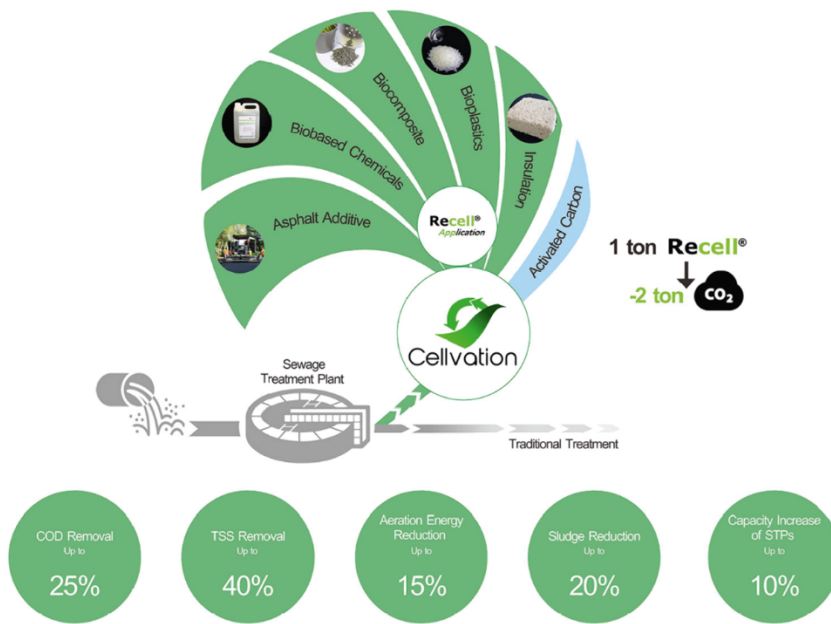 Asphalt Additive
Biobased Chemicals
Biocomposite
Bioplastics
Insulation
Activated Carbon
Recell®
Application
1 ton Recell®
-2 ton CO₂
Cellvation
Sewage
Treatment Plant
Traditional Treatment
COD Removal
Up to
25%
TSS Removal
Up to
40%
Aeration Energy
Reduction
Up to
15%
Sludge Reduction
Up to
20%
Capacity Increase
of STPs
Up to
10%